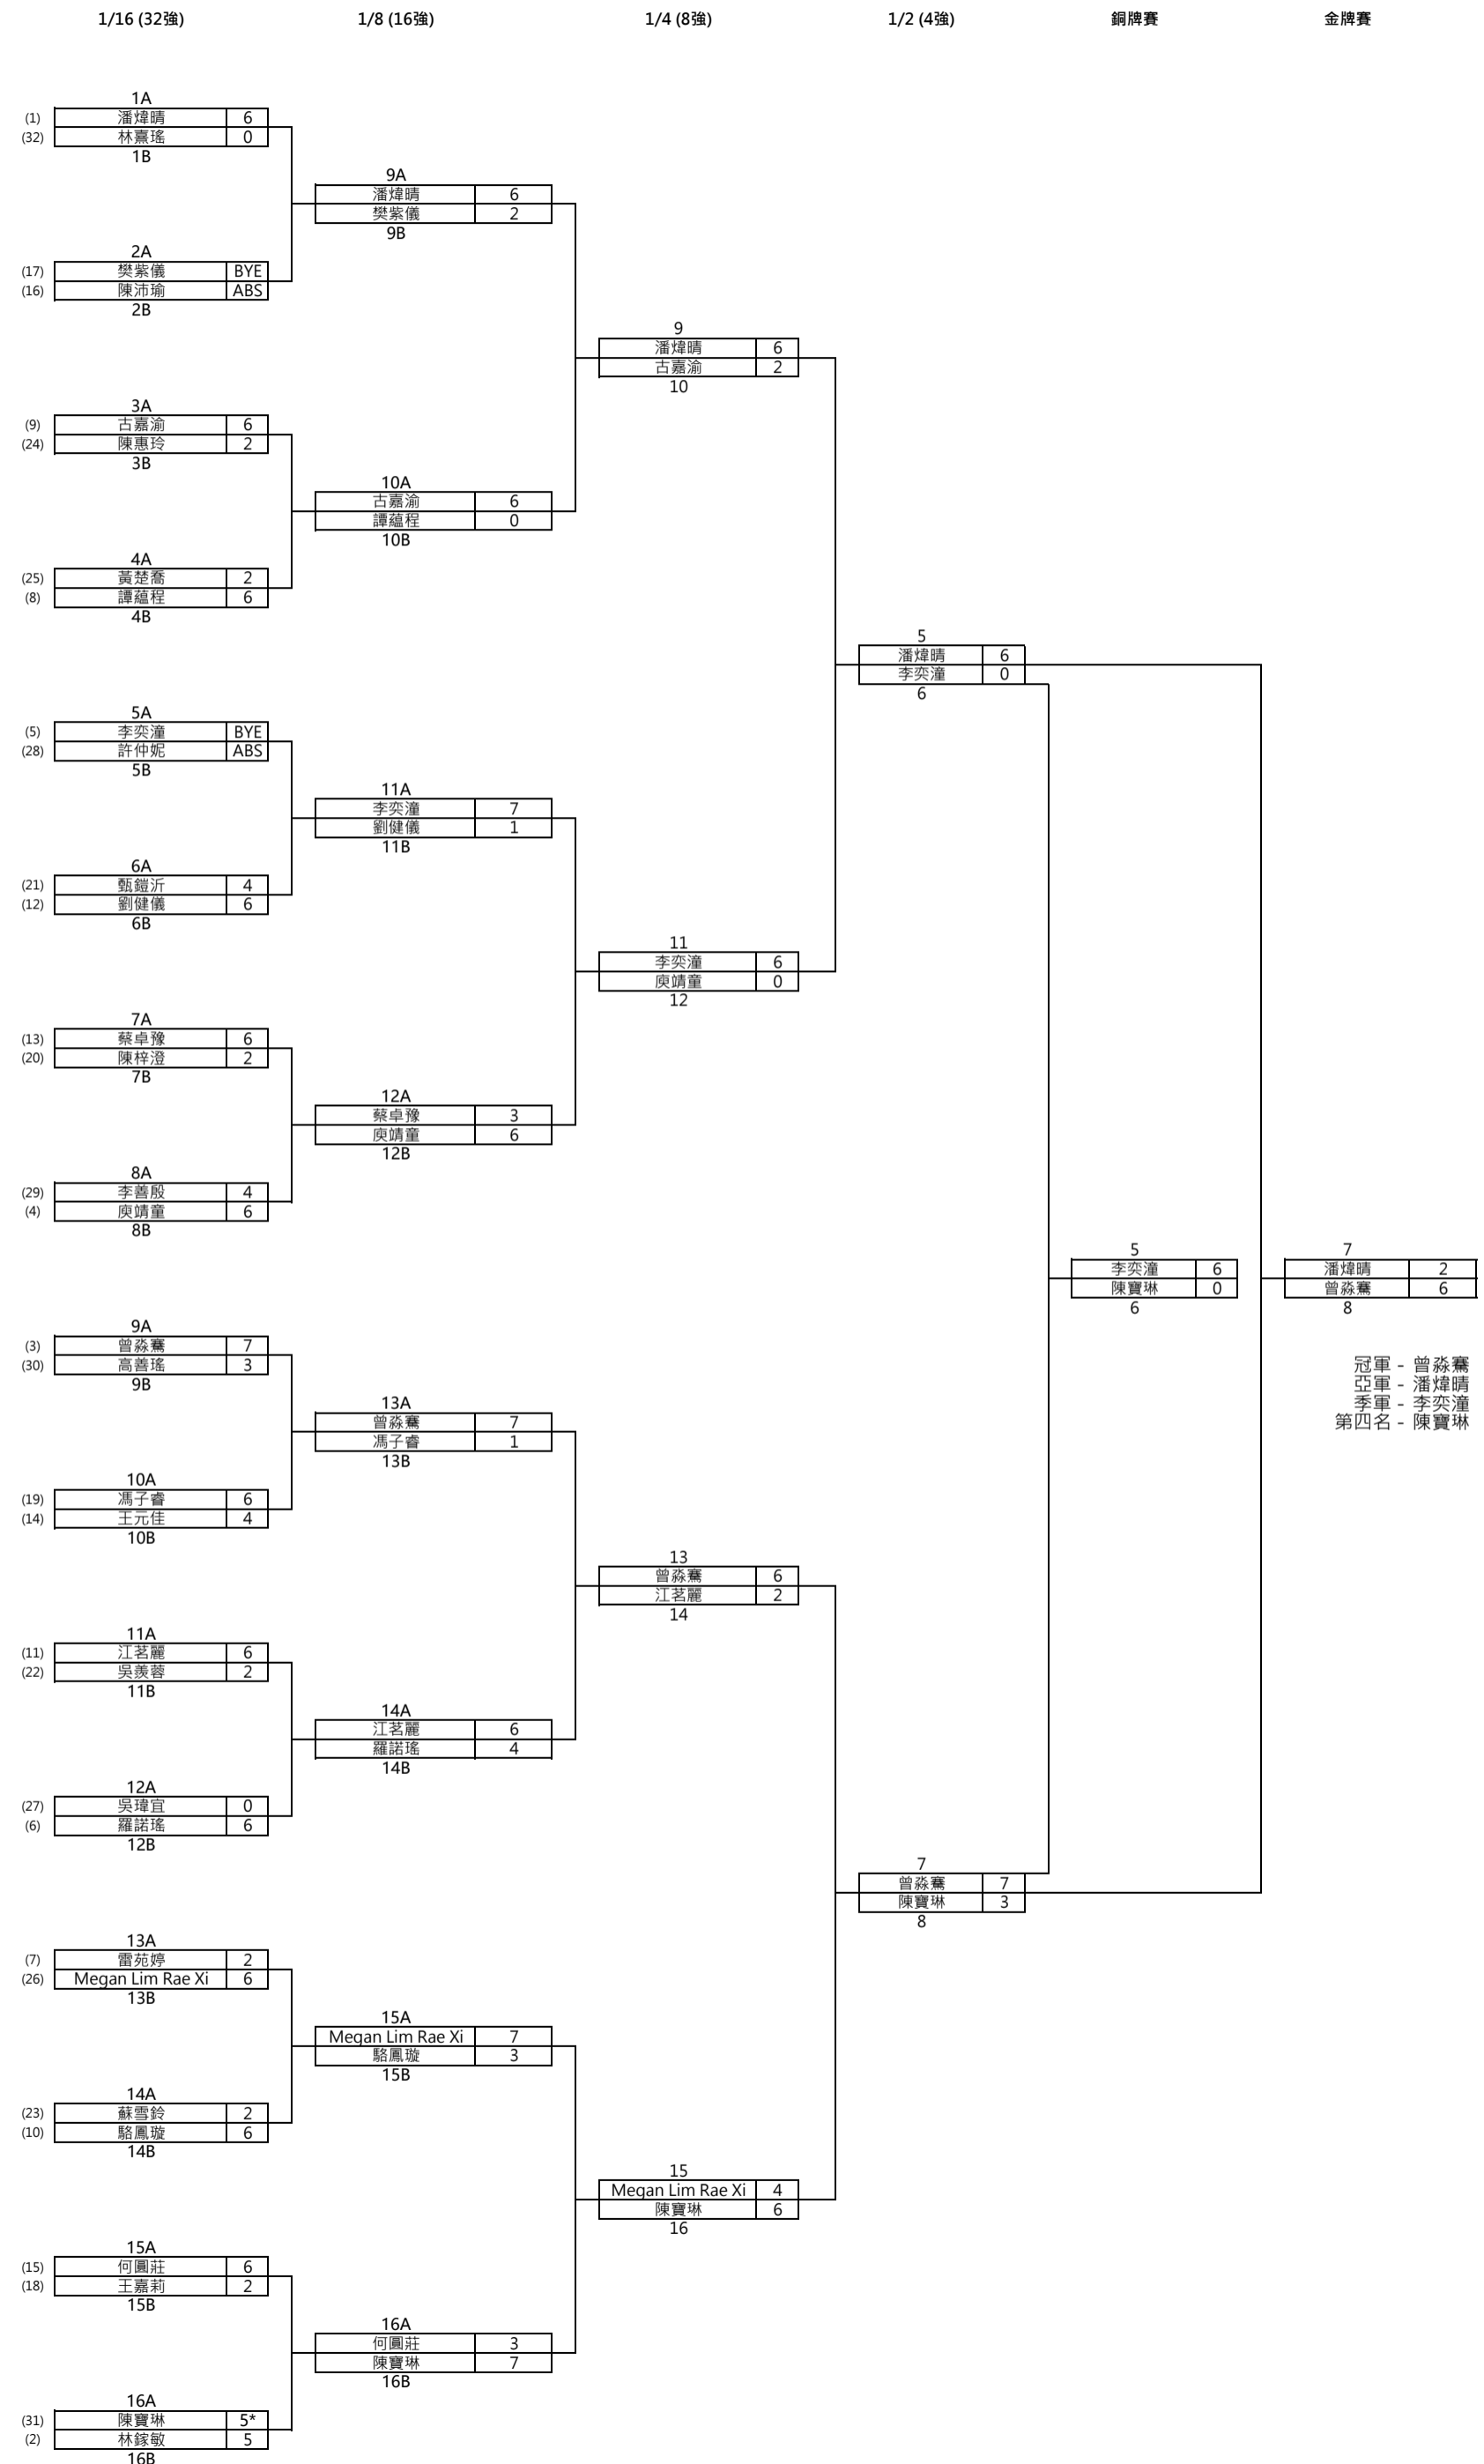 1/16 (32強) 1/8 (16強) 1/4 (8強) 1/2 (4強) 銅牌賽 金牌賽
1A
(1) 潘煒晴 6
(32) 林熹瑤 0
1B
9A
潘煒晴 6
樊紫儀 2
9B
2A
(17) 樊紫儀 BYE
(16) 陳沛瑜 ABS
2B
9
潘煒晴 6
古嘉渝 2
10
3A
(9) 古嘉渝 6
(24) 陳惠玲 2
3B
10A
古嘉渝 6
譚蘊程 0
10B
4A
(25) 黃楚喬 2
(8) 譚蘊程 6
4B
5
潘煒晴 6
李奕潼 0
6
5A
(5) 李奕潼 BYE
(28) 許仲妮 ABS
5B
11A
李奕潼 7
劉健儀 1
11B
6A
(21) 甄鎧沂 4
(12) 劉健儀 6
6B
11
李奕潼 6
庾靖童 0
12
7A
(13) 蔡卓豫 6
(20) 陳梓澄 2
7B
12A
蔡卓豫 3
庾靖童 6
12B
8A
(29) 李善殷 4
(4) 庾靖童 6
8B
5
李奕潼 6
陳寶琳 0
6
7
潘煒晴 2
曾淼騫 6
8
冠軍 - 曾淼騫
亞軍 - 潘煒晴
季軍 - 李奕潼
第四名 - 陳寶琳
9A
(3) 曾淼騫 7
(30) 高善瑤 3
9B
13A
曾淼騫 7
馮子睿 1
13B
10A
(19) 馮子睿 6
(14) 王元佳 4
10B
13
曾淼騫 6
江茗麗 2
14
11A
(11) 江茗麗 6
(22) 吳羨蓉 2
11B
14A
江茗麗 6
羅諾瑤 4
14B
12A
(27) 吳瑋宜 0
(6) 羅諾瑤 6
12B
7
曾淼騫 7
陳寶琳 3
8
13A
(7) 雷苑婷 2
(26) Megan Lim Rae Xi 6
13B
15A
Megan Lim Rae Xi 7
駱鳳璇 3
15B
14A
(23) 蘇雪鈴 2
(10) 駱鳳璇 6
14B
15
Megan Lim Rae Xi 4
陳寶琳 6
16
15A
(15) 何圓莊 6
(18) 王嘉莉 2
15B
16A
何圓莊 3
陳寶琳 7
16B
16A
(31) 陳寶琳 5*
(2) 林鎵敏 5
16B